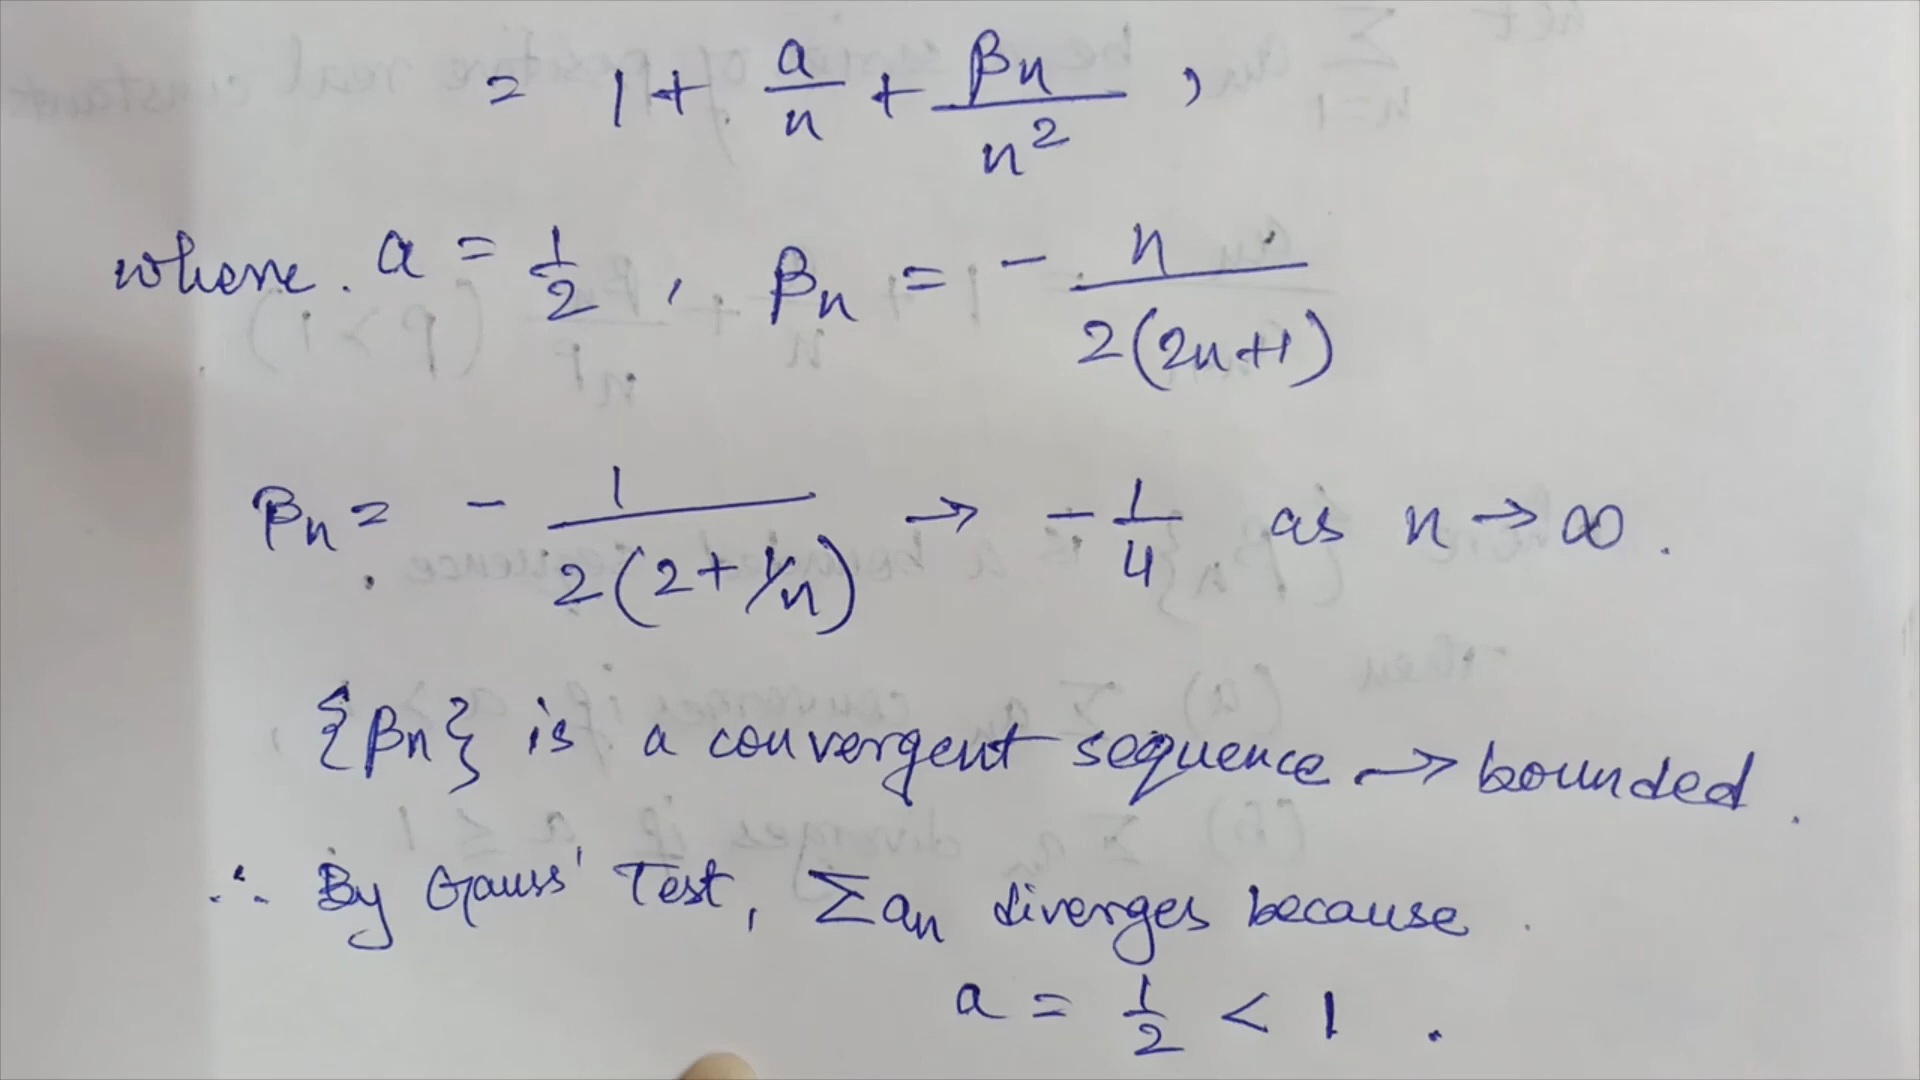 = 1 + a/n + βn/n²,
where. a = 1/2, βn = - n/2(2n+1)
βn = - 1/2(2+1/n) → - 1/4 as n → ∞.
{βn} is a convergent sequence → bounded.
∴ By Gauss' Test, Σan diverges because
a = 1/2 < 1.